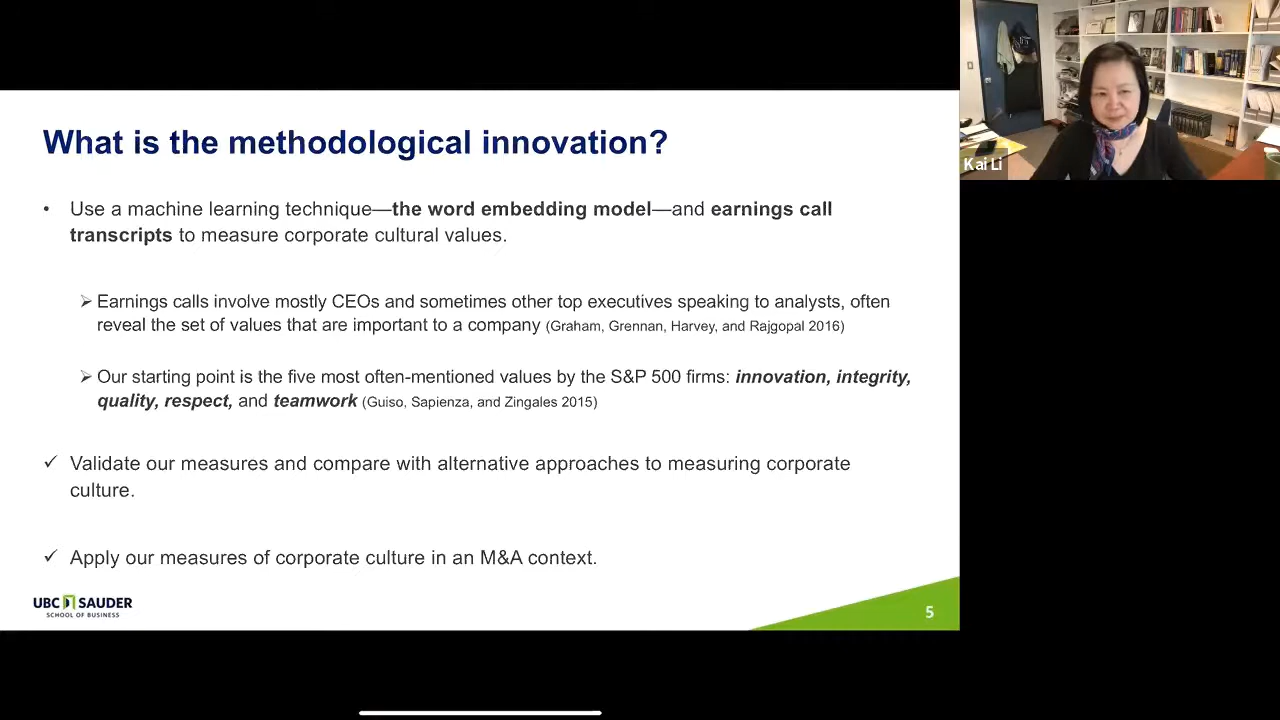 What is the methodological innovation?
• Use a machine learning technique—the word embedding model—and earnings call
transcripts to measure corporate cultural values.
➢ Earnings calls involve mostly CEOs and sometimes other top executives speaking to analysts, often
reveal the set of values that are important to a company (Graham, Grennan, Harvey, and Rajgopal 2016)
➢ Our starting point is the five most often-mentioned values by the S&P 500 firms: innovation, integrity,
quality, respect, and teamwork (Guiso, Sapienza, and Zingales 2015)
✓ Validate our measures and compare with alternative approaches to measuring corporate
culture.
✓ Apply our measures of corporate culture in an M&A context.
UBC SAUDER
SCHOOL OF BUSINESS
5
Kai Li